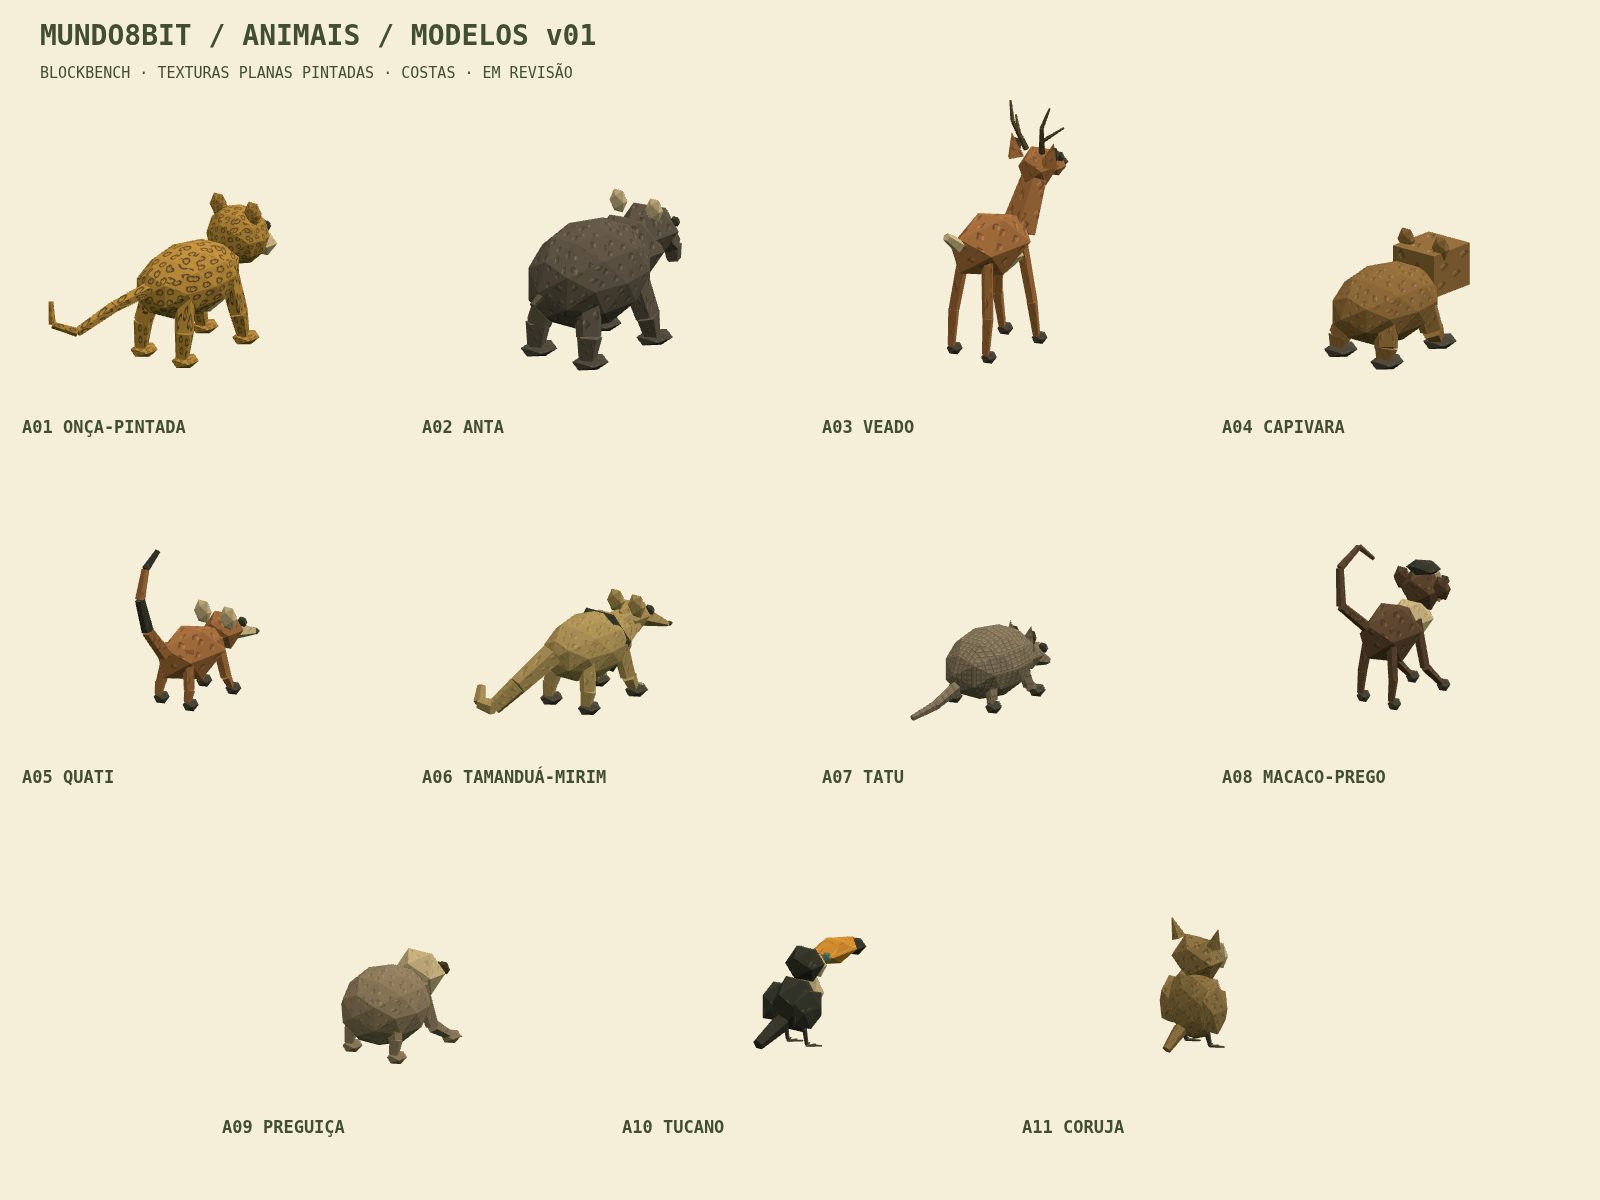 MUNDO8BIT / ANIMAIS / MODELOS v01
BLOCKBENCH · TEXTURAS PLANAS PINTADAS · COSTAS · EM REVISÃO
A01 ONÇA-PINTADA
A02 ANTA
A03 VEADO
A04 CAPIVARA
A05 QUATI
A06 TAMANDUÁ-MIRIM
A07 TATU
A08 MACACO-PREGO
A09 PREGUIÇA
A10 TUCANO
A11 CORUJA